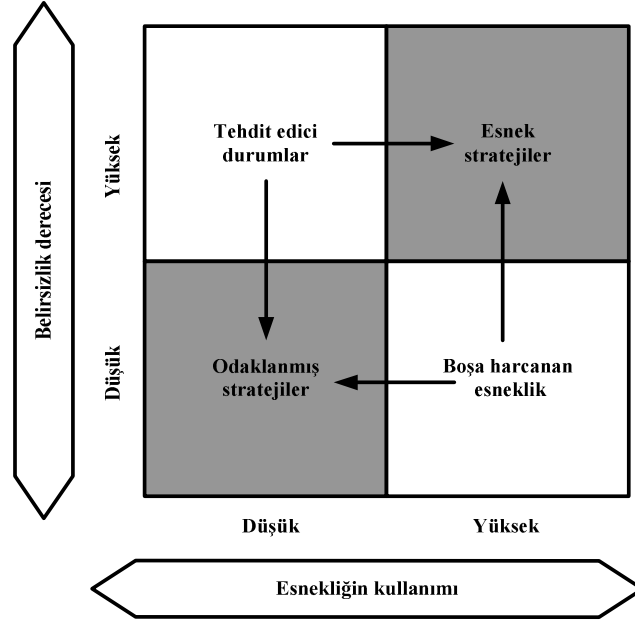 Belirsizlik derecesi
Yüksek
Düşük
Tehdit edici
durumlar
Esnek
stratejiler
Odaklanmış
stratejiler
Boşa harcanan
esneklik
Düşük
Yüksek
Esnekliğin kullanımı